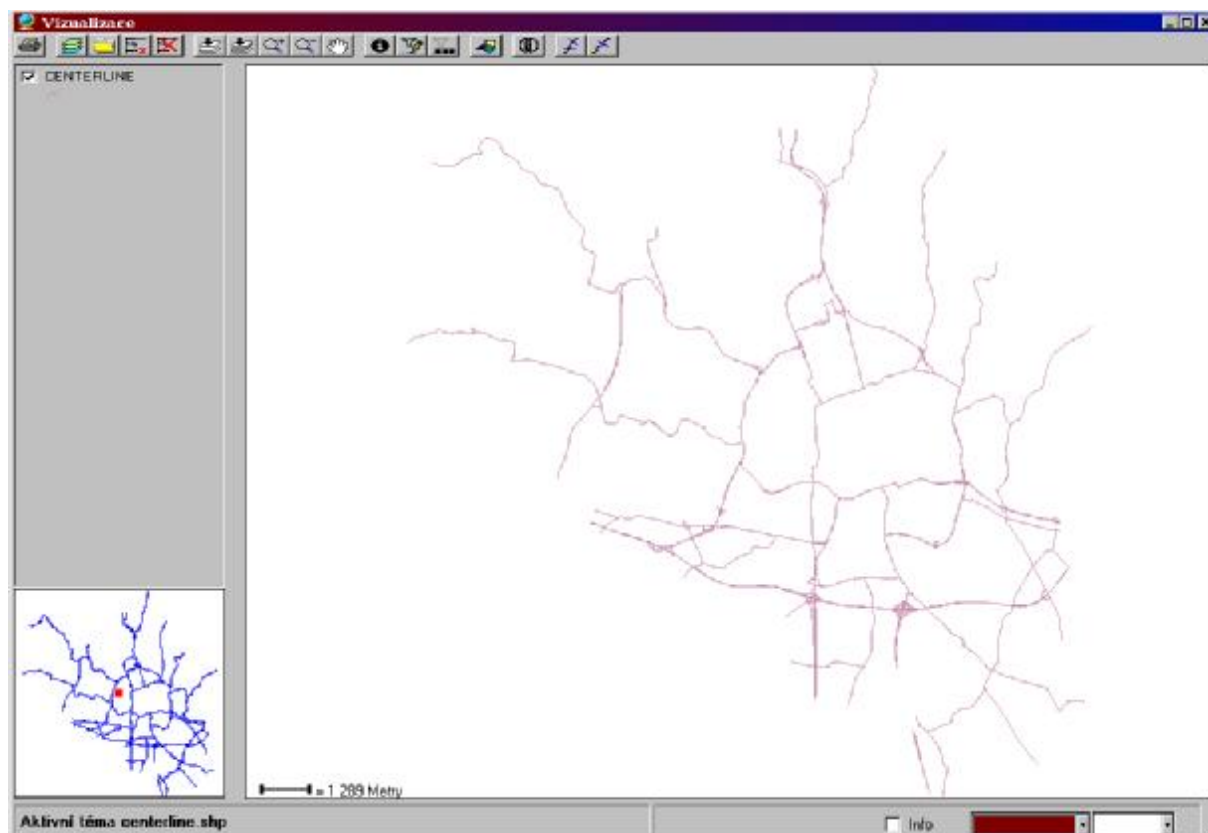 Vizualizace
CENTERLINE
= 1 289 Metry
Aktivní téma centerline.shp
Info